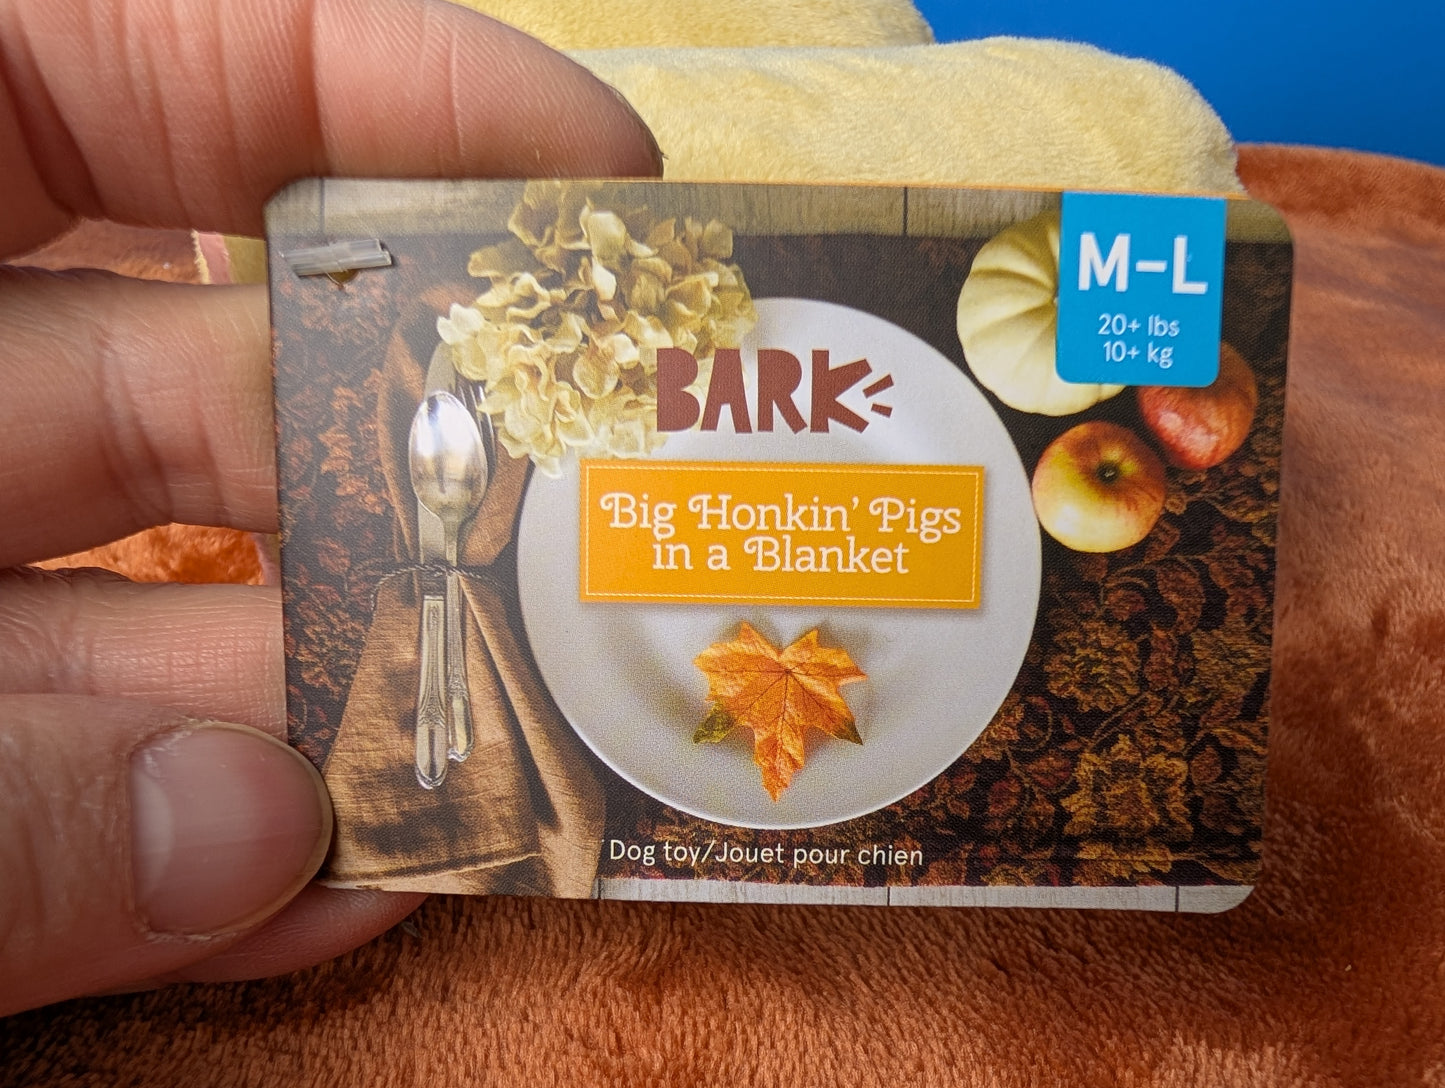 M-L
20+ lbs
10+ kg
BARK
Big Honkin' Pigs
in a Blanket
Dog toy/Jouet pour chien